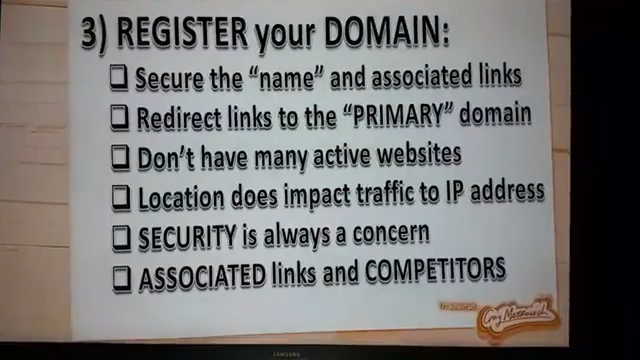 3) REGISTER your DOMAIN:
❑ Secure the “name” and associated links
❑ Redirect links to the “PRIMARY” domain
❑ Don’t have many active websites
❑ Location does impact traffic to IP address
❑ SECURITY is always a concern
❑ ASSOCIATED links and COMPETITORS
SAMSUNG